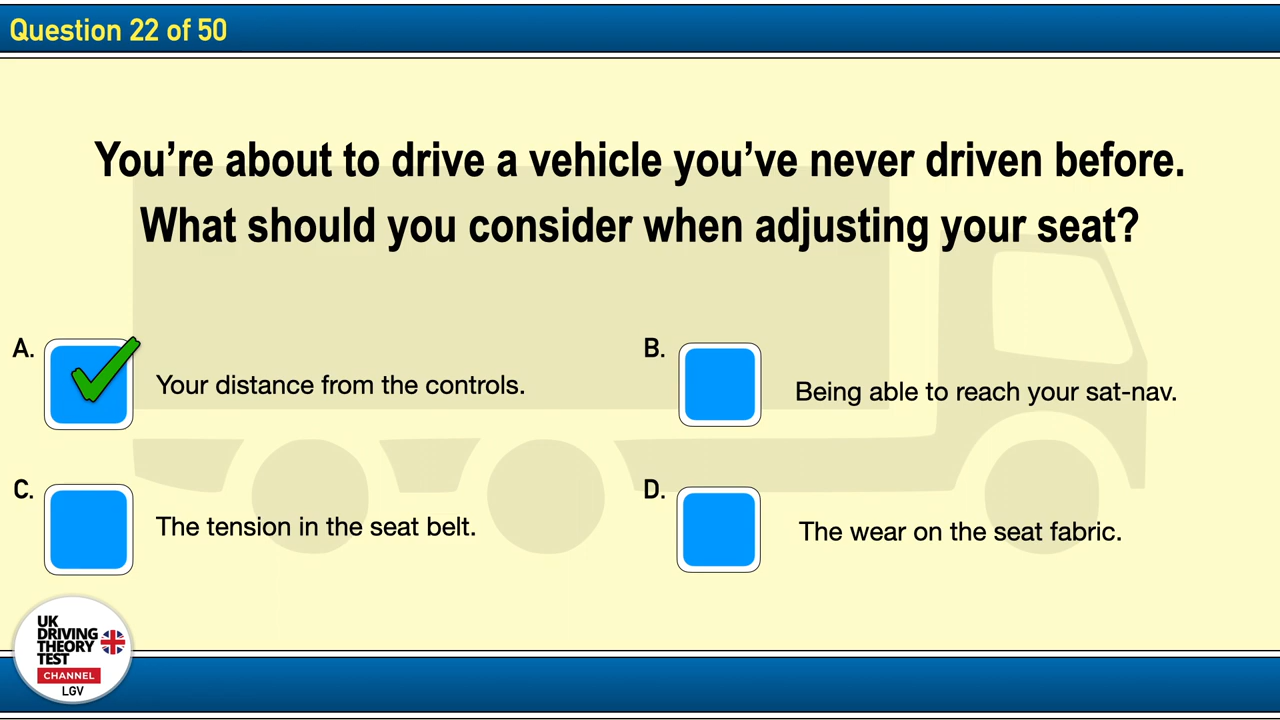 Question 22 of 50
You’re about to drive a vehicle you’ve never driven before.
What should you consider when adjusting your seat?
A.
Your distance from the controls.
B.
Being able to reach your sat-nav.
C.
The tension in the seat belt.
D.
The wear on the seat fabric.
UK
DRIVING
THEORY
TEST
CHANNEL
LGV